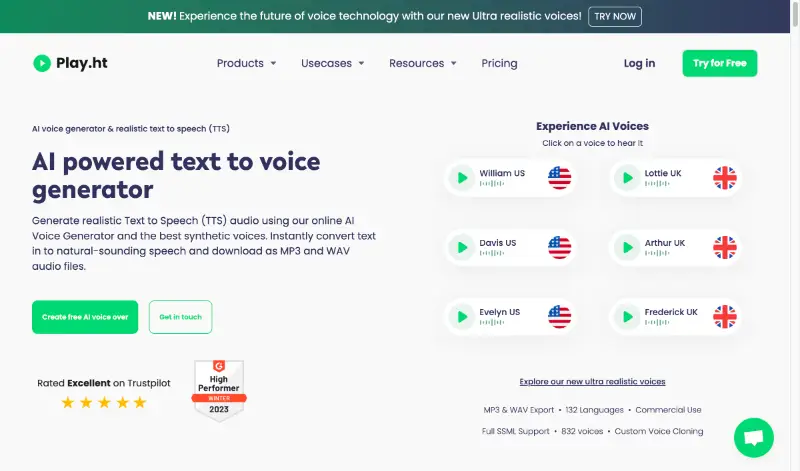 NEW! Experience the future of voice technology with our new Ultra realistic voices! TRY NOW
Play.ht
Products Usecases Resources Pricing Log in Try for Free
AI voice generator & realistic text to speech (TTS)
AI powered text to voice
generator
Generate realistic Text to Speech (TTS) audio using our online AI
Voice Generator and the best synthetic voices. Instantly convert text
in to natural-sounding speech and download as MP3 and WAV
audio files.
Create free AI voice over Get in touch
Rated Excellent on Trustpilot
G
High
Performer
WINTER
2023
Experience AI Voices
Click on a voice to hear it
William US Lottie UK
Davis US Arthur UK
Evelyn US Frederick UK
Explore our new ultra realistic voices
MP3 & WAV Export • 132 Languages • Commercial Use
Full SSML Support • 832 voices • Custom Voice Cloning